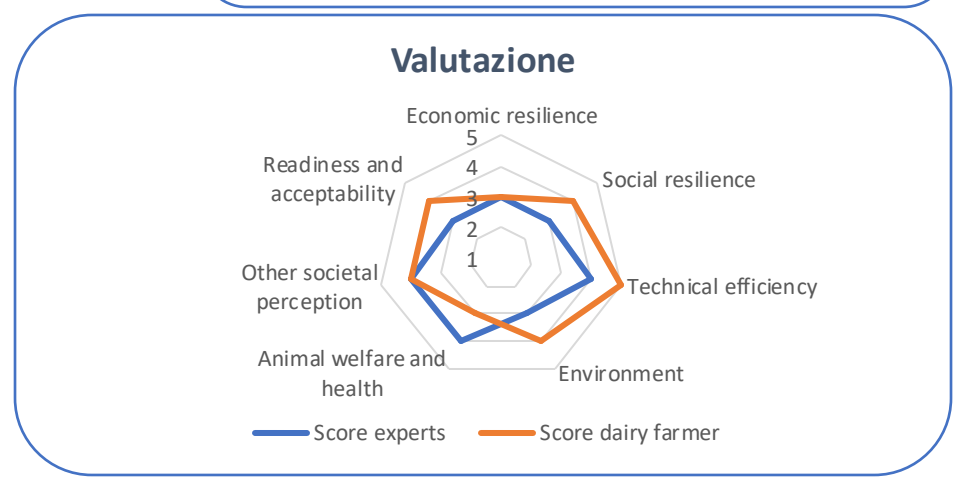 Valutazione
Economic resilience
5
4
3
2
1
Social resilience
Technical efficiency
Environment
Animal welfare and
health
Other societal
perception
Readiness and
acceptability
Score experts
Score dairy farmer